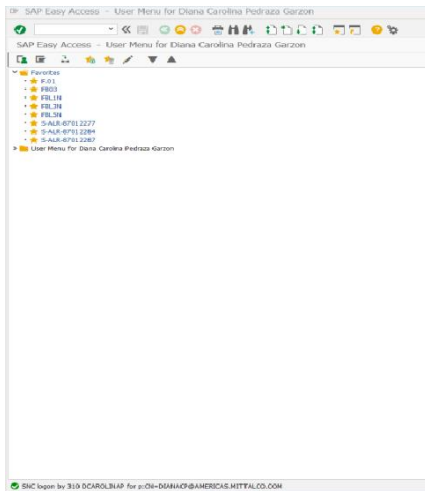 SAP Easy Access - User Menu for Diana Carolina Pedraza Garzon
SAP Easy Access - User Menu for Diana Carolina Pedraza Garzon
Favorites
F.01
FB03
FBL1N
FBL3N
FBL5N
S-ALR-87012277
S-ALR-87012284
S-ALR-87012287
User Menu for Diana Carolina Pedraza Garzon
SNC logon by 310 DCAROLINAP for p:CN=DIANACP@AMERICAS.MITTALCO.COM